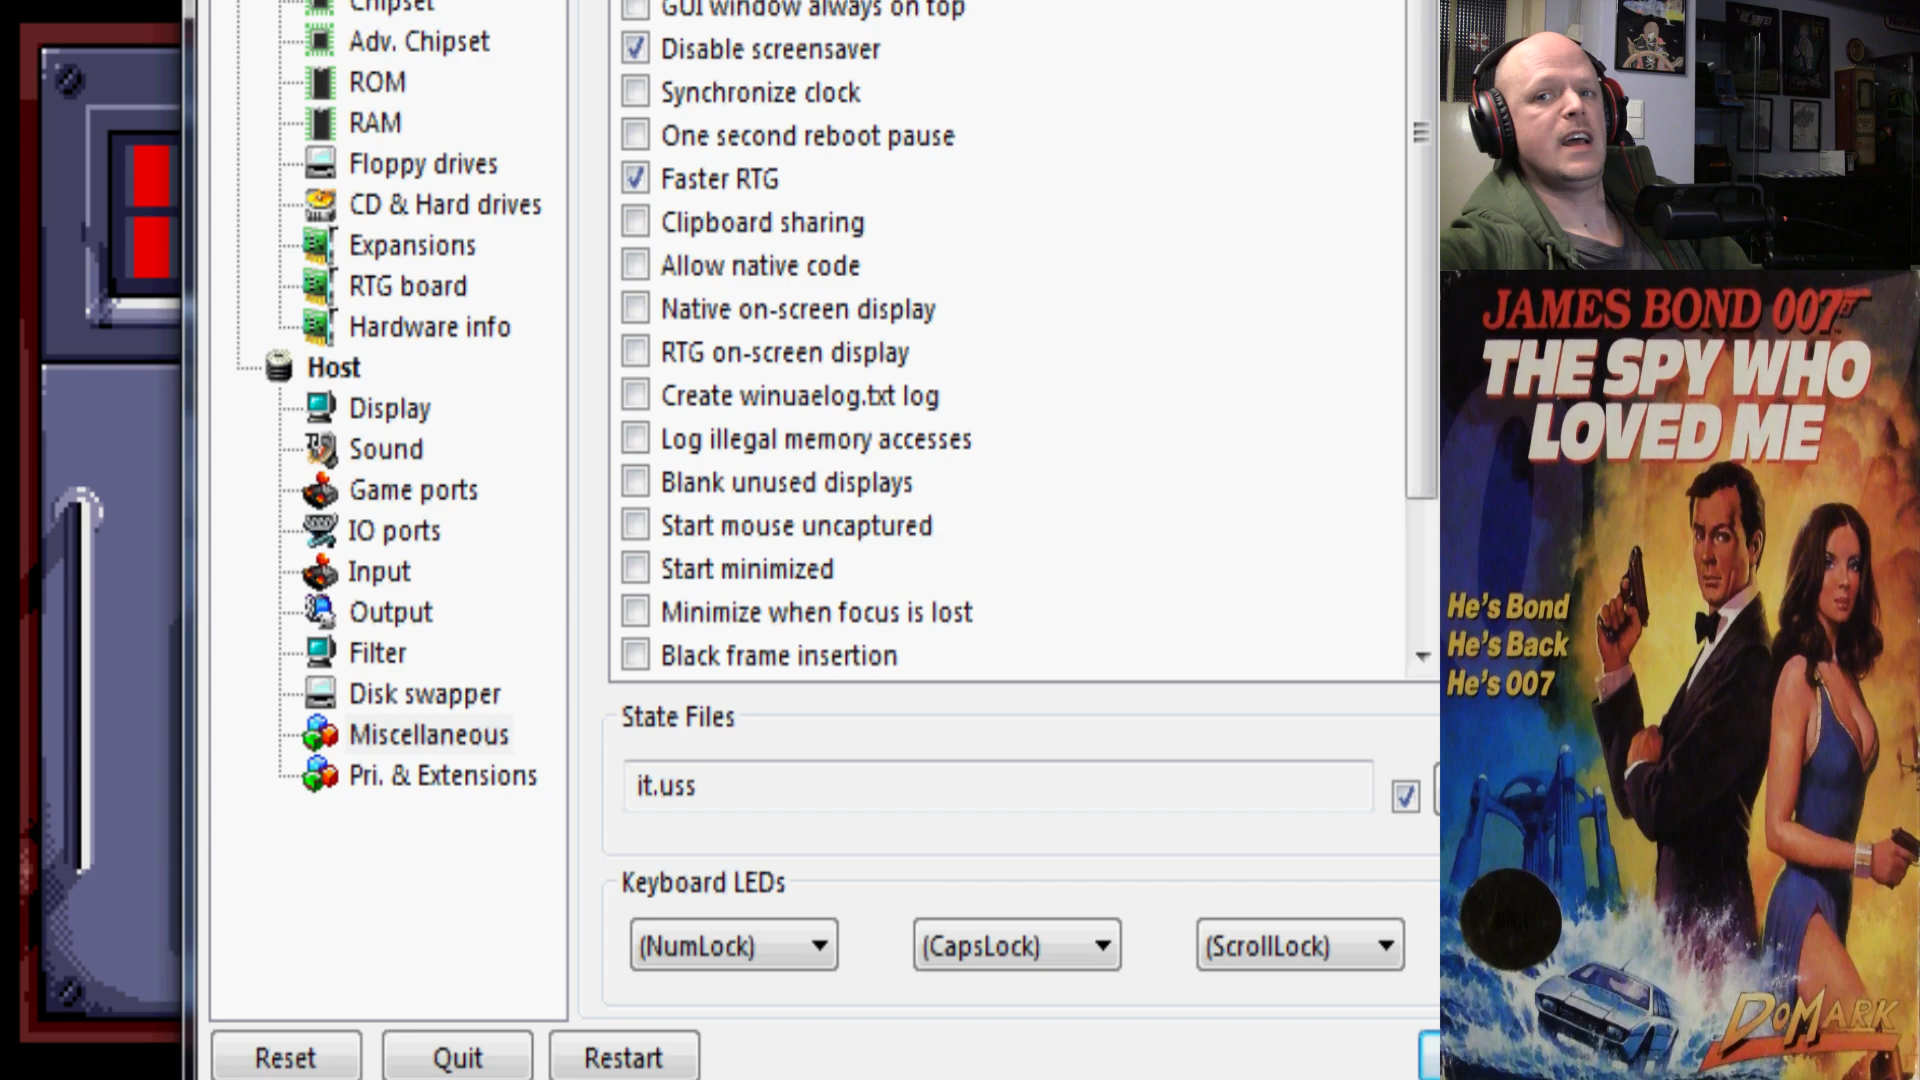 Chipset
Adv. Chipset
ROM
RAM
Floppy drives
CD & Hard drives
Expansions
RTG board
Hardware info
Host
Display
Sound
Game ports
IO ports
Input
Output
Filter
Disk swapper
Miscellaneous
Pri. & Extensions
GUI window always on top
Disable screensaver
Synchronize clock
One second reboot pause
Faster RTG
Clipboard sharing
Allow native code
Native on-screen display
RTG on-screen display
Create winuaelog.txt log
Log illegal memory accesses
Blank unused displays
Start mouse uncaptured
Start minimized
Minimize when focus is lost
Black frame insertion
State Files
it.uss
Keyboard LEDs
(NumLock)
(CapsLock)
(ScrollLock)
Reset
Quit
Restart
JAMES BOND 007
THE SPY WHO
LOVED ME
He's Bond
He's Back
He's 007
DOMARK